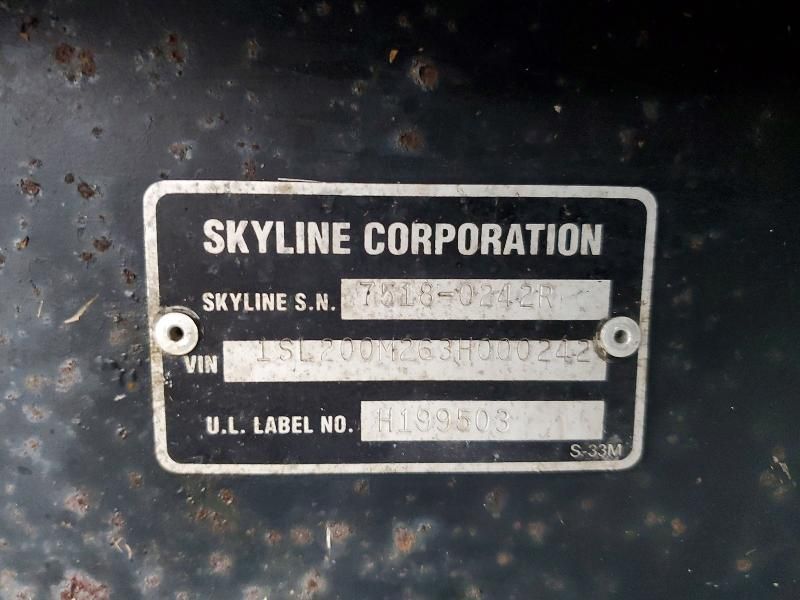 SKYLINE CORPORATION
SKYLINE S.N. 7518-0242R
VIN 1SL200M263H000242
U.L. LABEL NO. H199503
S-33M